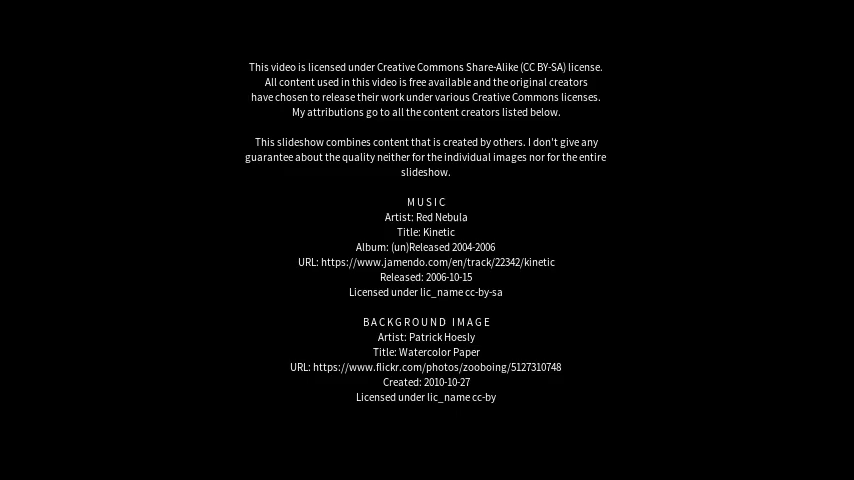 This video is licensed under Creative Commons Share-Alike (CC BY-SA) license.
All content used in this video is free available and the original creators
have chosen to release their work under various Creative Commons licenses.
My attributions go to all the content creators listed below.
This slideshow combines content that is created by others. I don't give any
guarantee about the quality neither for the individual images nor for the entire
slideshow.
MUSIC
Artist: Red Nebula
Title: Kinetic
Album: (un)Released 2004-2006
URL: https://www.jamendo.com/en/track/22342/kinetic
Released: 2006-10-15
Licensed under lic_name cc-by-sa
BACKGROUND IMAGE
Artist: Patrick Hoesly
Title: Watercolor Paper
URL: https://www.flickr.com/photos/zooboing/5127310748
Created: 2010-10-27
Licensed under lic_name cc-by